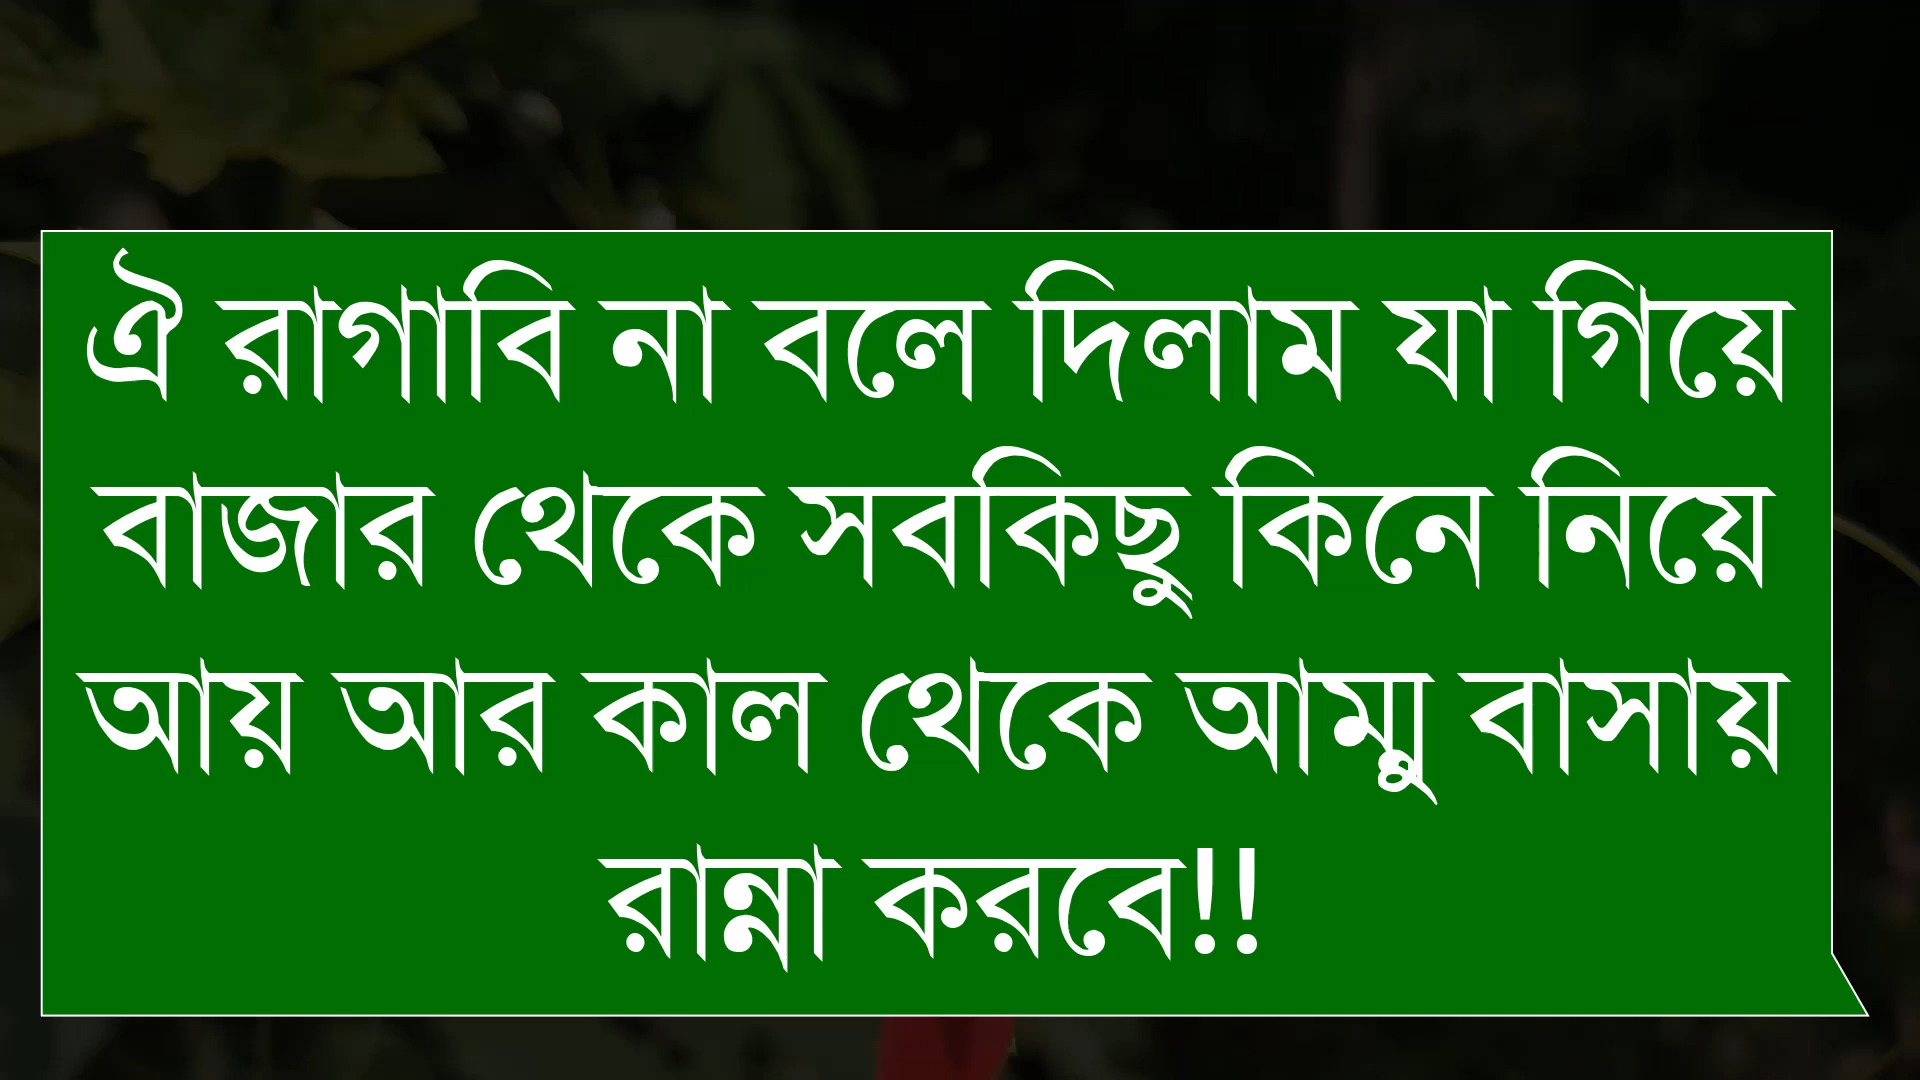 ঐ রাগাবি না বলে দিলাম যা গিয়ে
বাজার থেকে সবকিছু কিনে নিয়ে
আয় আর কাল থেকে আম্মু বাসায়
রান্না করবে!!